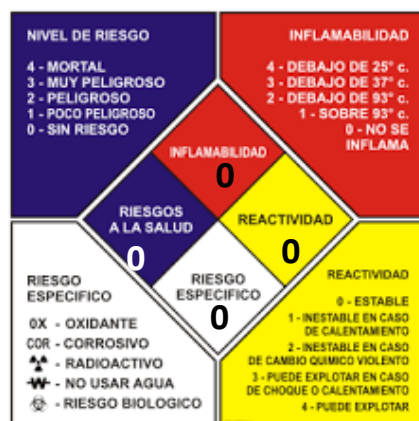 NIVEL DE RIESGO
4 - MORTAL
3 - MUY PELIGROSO
2 - PELIGROSO
1 - POCO PELIGROSO
0 - SIN RIESGO
INFLAMABILIDAD
4 - DEBAJO DE 25° c.
3 - DEBAJO DE 37° c.
2 - DEBAJO DE 93° c.
1 - SOBRE 93° c.
0 - NO SE
INFLAMA
INFLAMABILIDAD
0
RIESGOS
A LA SALUD
0
REACTIVIDAD
0
RIESGO
ESPECIFICO
0
RIESGO
ESPECIFICO
OX - OXIDANTE
COR - CORROSIVO
- RADIOACTIVO
W - NO USAR AGUA
- RIESGO BIOLOGICO
REACTIVIDAD
0 - ESTABLE
1 - INESTABLE EN CASO
DE CALENTAMIENTO
2 - INESTABLE EN CASO
DE CAMBIO QUIMICO VIOLENTO
3 - PUEDE EXPLOTAR EN CASO
DE CHOQUE O CALENTAMIENTO
4 - PUEDE EXPLOTAR